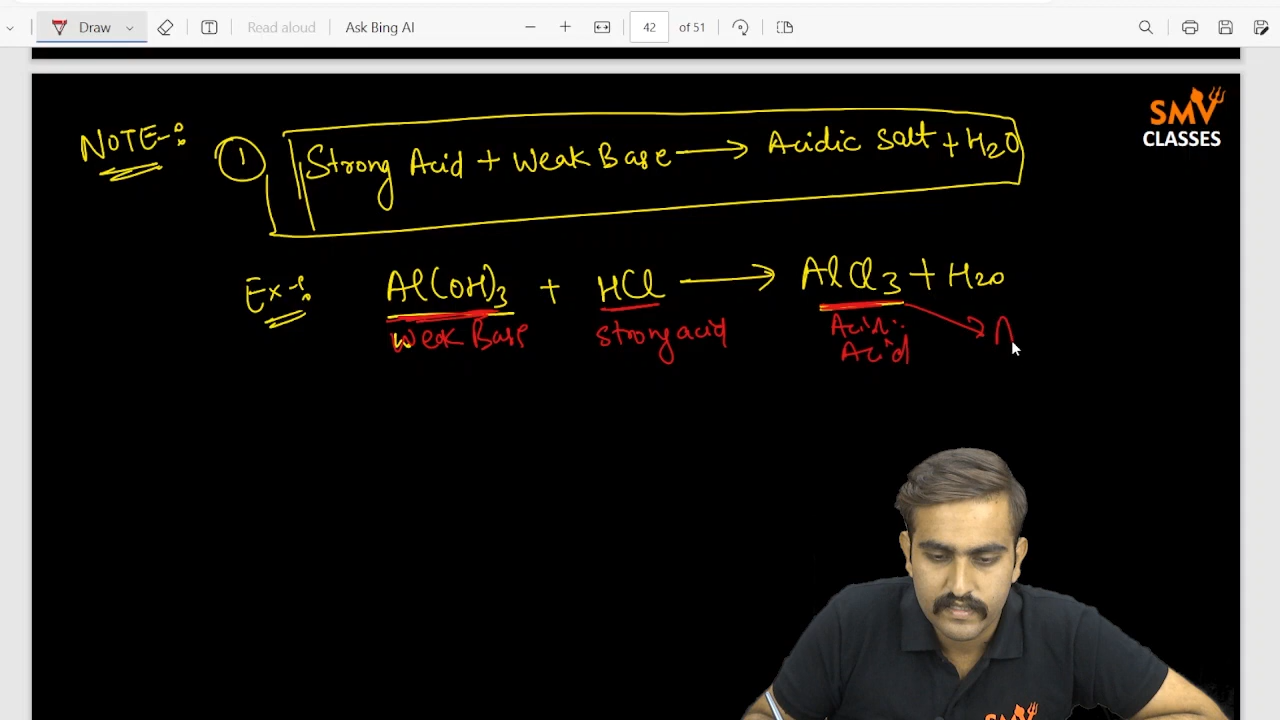 Draw
Read aloud
Ask Bing AI
42 of 51
SMV
CLASSES
NOTE-:
① Strong Acid + Weak Base → Acidic Salt + H2O
Ex-: Al(OH)3 + HCl → AlCl3 + H2O
Weak Base strong acid
Acid